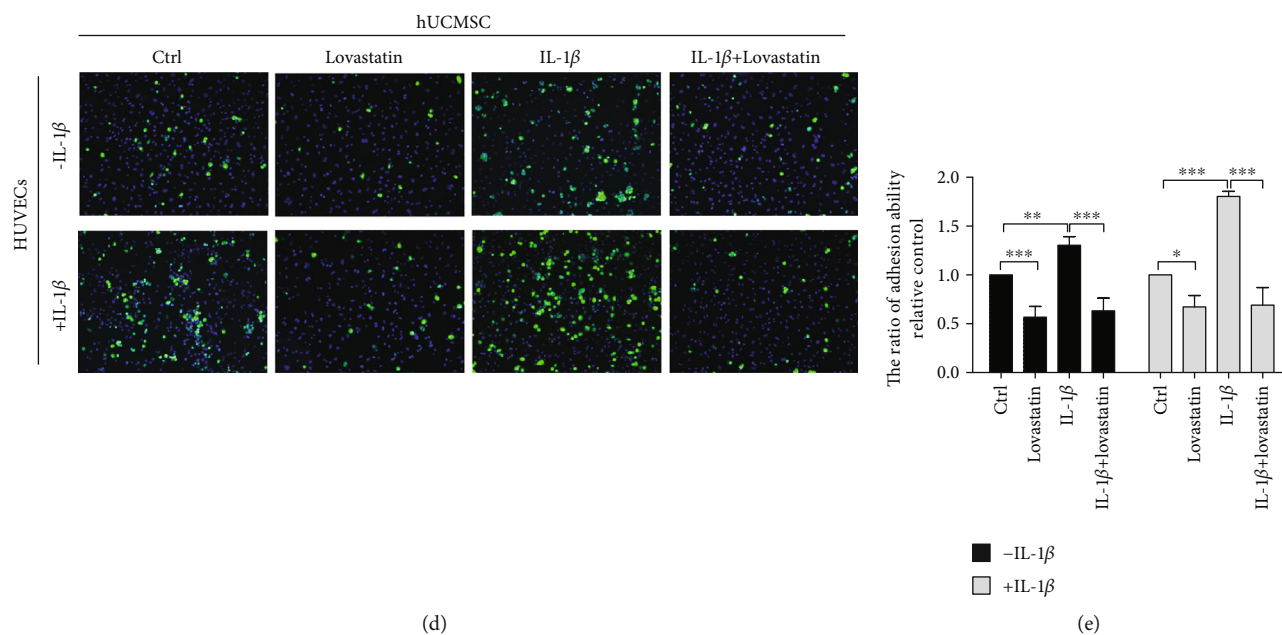 hUCMSC
Ctrl
Lovastatin
IL-1β
IL-1β+Lovastatin
HUVECs
-IL-1β
+IL-1β
(d)
The ratio of adhesion ability
relative control
2.0
1.5
1.0
0.5
0.0
***
**
***
*
***
***
Ctrl
Lovastatin
IL-1β
IL-1β+lovastatin
Ctrl
Lovastatin
IL-1β
IL-1β+lovastatin
−IL-1β
+IL-1β
(e)